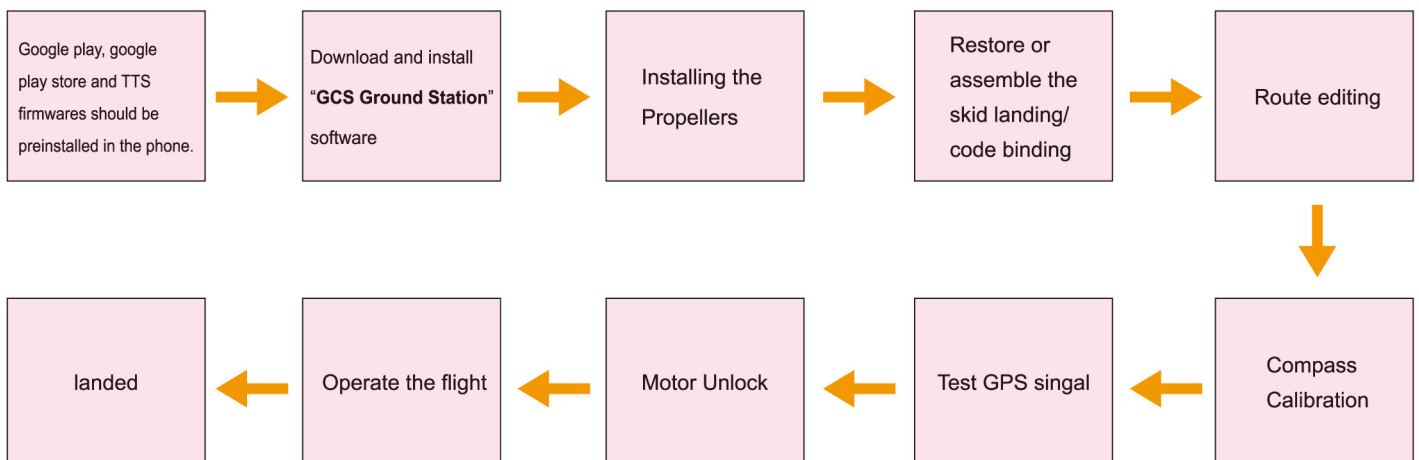 Google play, google
play store and TTS
firmwares should be
preinstalled in the phone.
Download and install
“GCS Ground Station”
software
Installing the
Propellers
Restore or
assemble the
skid landing/
code binding
Route editing
Compass
Calibration
Test GPS singal
Motor Unlock
Operate the flight
landed